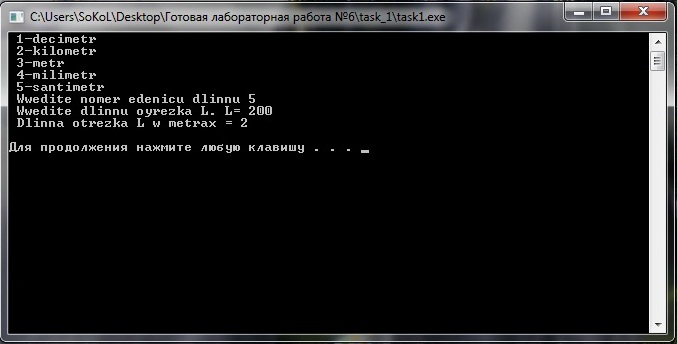 C:\Users\SoKoL\Desktop\Готовая лабораторная работа №6\task_1\task1.exe
1-decimetr
2-kilometr
3-metr
4-milimetr
5-santimetr
Wwedite nomer edenicu dlinnu 5
Wwedite dlinnu oyrezka L. L= 200
Dlinna otrezka L w metrax = 2
Для продолжения нажмите любую клавишу . . . _